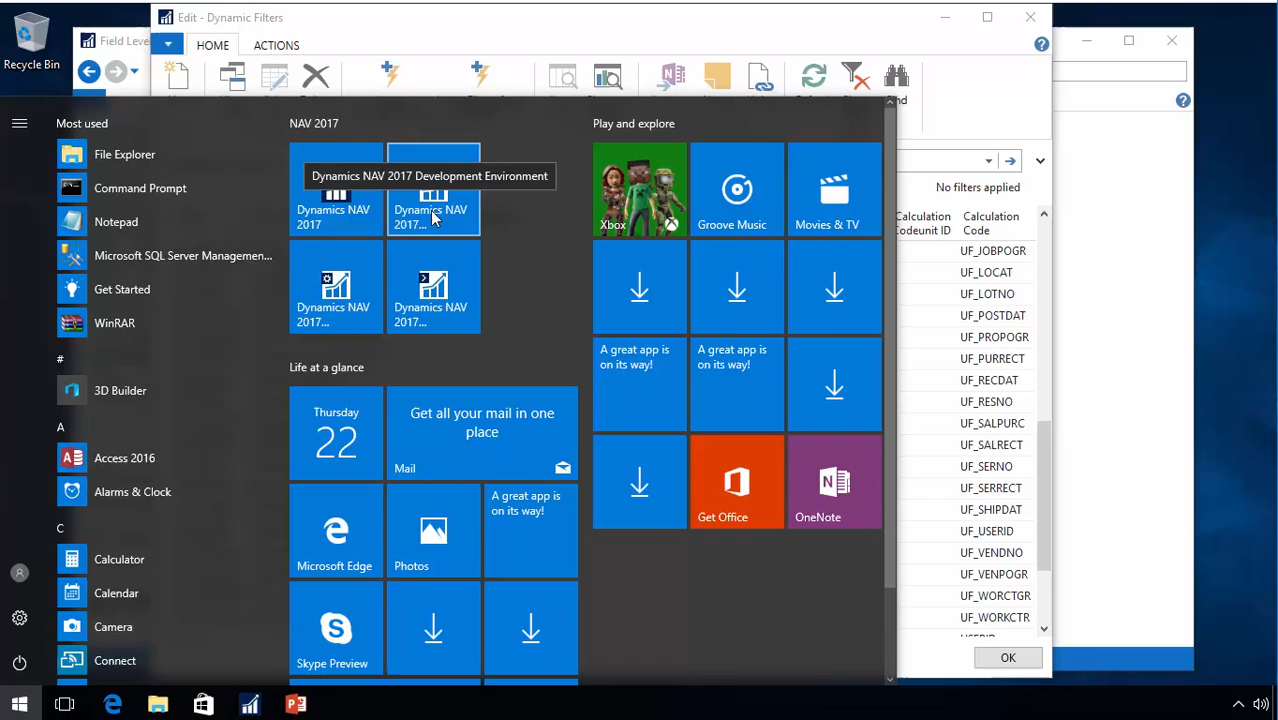 Recycle Bin
Field Leve
Edit - Dynamic Filters
HOME
ACTIONS
No filters applied
Calculation
Codeunit ID
Calculation
Code
UF_JOBPOGR
UF_LOCAT
UF_LOTNO
UF_POSTDAT
UF_PROPOGR
UF_PURRECT
UF_RECDAT
UF_RESNO
UF_SALPURC
UF_SALRECT
UF_SERNO
UF_SERRECT
UF_SHIPDAT
UF_USERID
UF_VENDNO
UF_VENPOGR
UF_WORCTGR
UF_WORKCTR
OK
Most used
File Explorer
Command Prompt
Notepad
Microsoft SQL Server Managemen...
Get Started
WinRAR
#
3D Builder
A
Access 2016
Alarms & Clock
C
Calculator
Calendar
Camera
Connect
NAV 2017
Dynamics NAV 2017 Development Environment
Dynamics NAV
2017
Dynamics NAV
2017...
Dynamics NAV
2017...
Dynamics NAV
2017...
Life at a glance
Thursday
22
Get all your mail in one
place
Mail
Microsoft Edge
Photos
A great app is
on its way!
Skype Preview
Play and explore
Xbox
Groove Music
Movies & TV
A great app is
on its way!
A great app is
on its way!
Get Office
OneNote